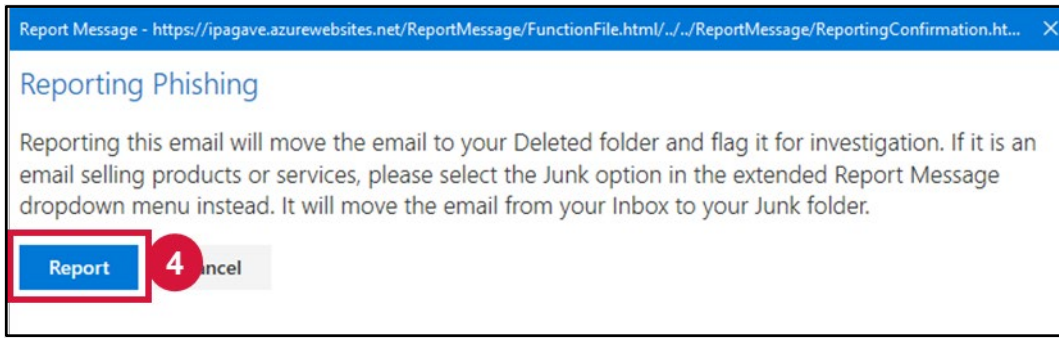 Report Message - https://ipagave.azurewebsites.net/ReportMessage/FunctionFile.html/../../ReportMessage/ReportingConfirmation.ht...
Reporting Phishing
Reporting this email will move the email to your Deleted folder and flag it for investigation. If it is an
email selling products or services, please select the Junk option in the extended Report Message
dropdown menu instead. It will move the email from your Inbox to your Junk folder.
Report 4 ancel